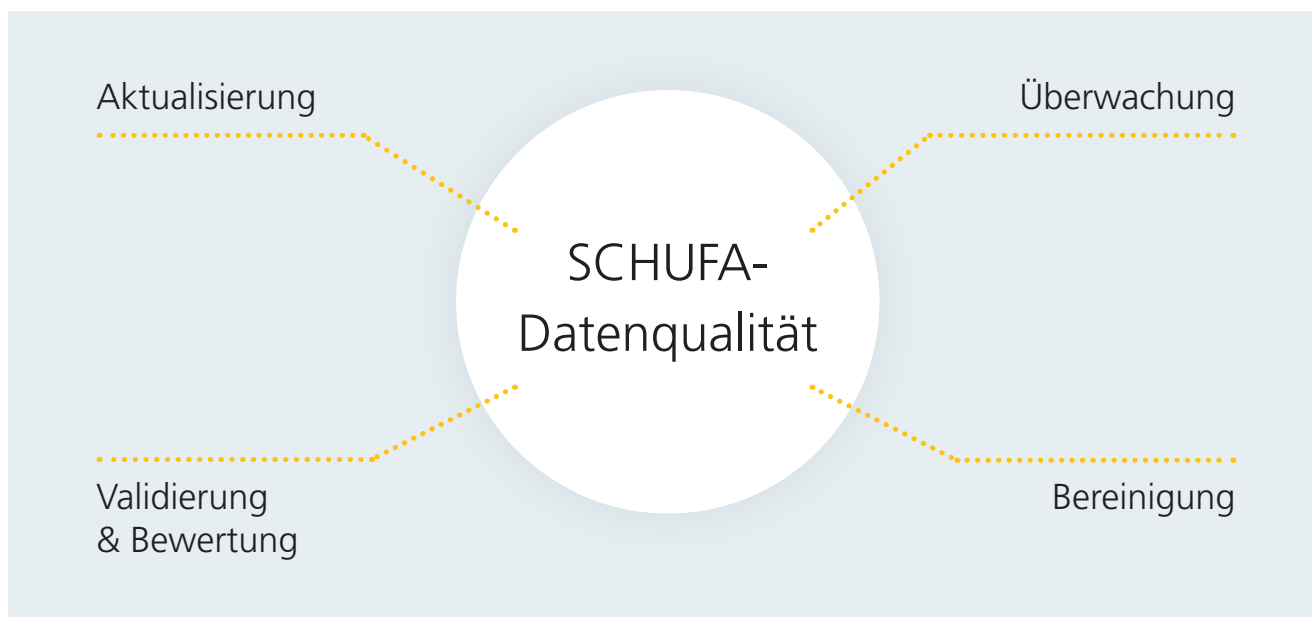 Aktualisierung
Überwachung
SCHUFA-
Datenqualität
Validierung
& Bewertung
Bereinigung